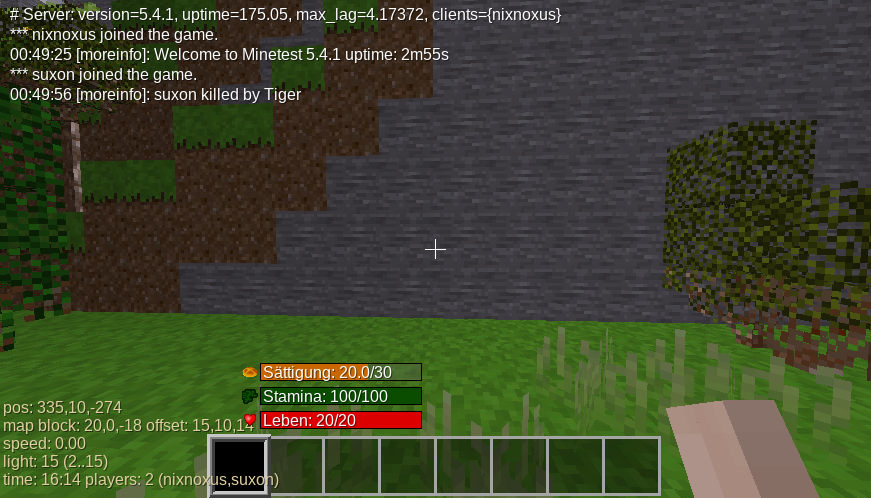 # Server: version=5.4.1, uptime=175.05, max_lag=4.17372, clients={nixnoxus}
*** nixnoxus joined the game.
00:49:25 [moreinfo]: Welcome to Minetest 5.4.1 uptime: 2m55s
*** suxon joined the game.
00:49:56 [moreinfo]: suxon killed by Tiger
Sättigung: 20.0/30
Stamina: 100/100
Leben: 20/20
pos: 335,10,-274
map block: 20,0,-18 offset: 15,10,14
speed: 0.00
light: 15 (2..15)
time: 16:14 players: 2 (nixnoxus,suxon)